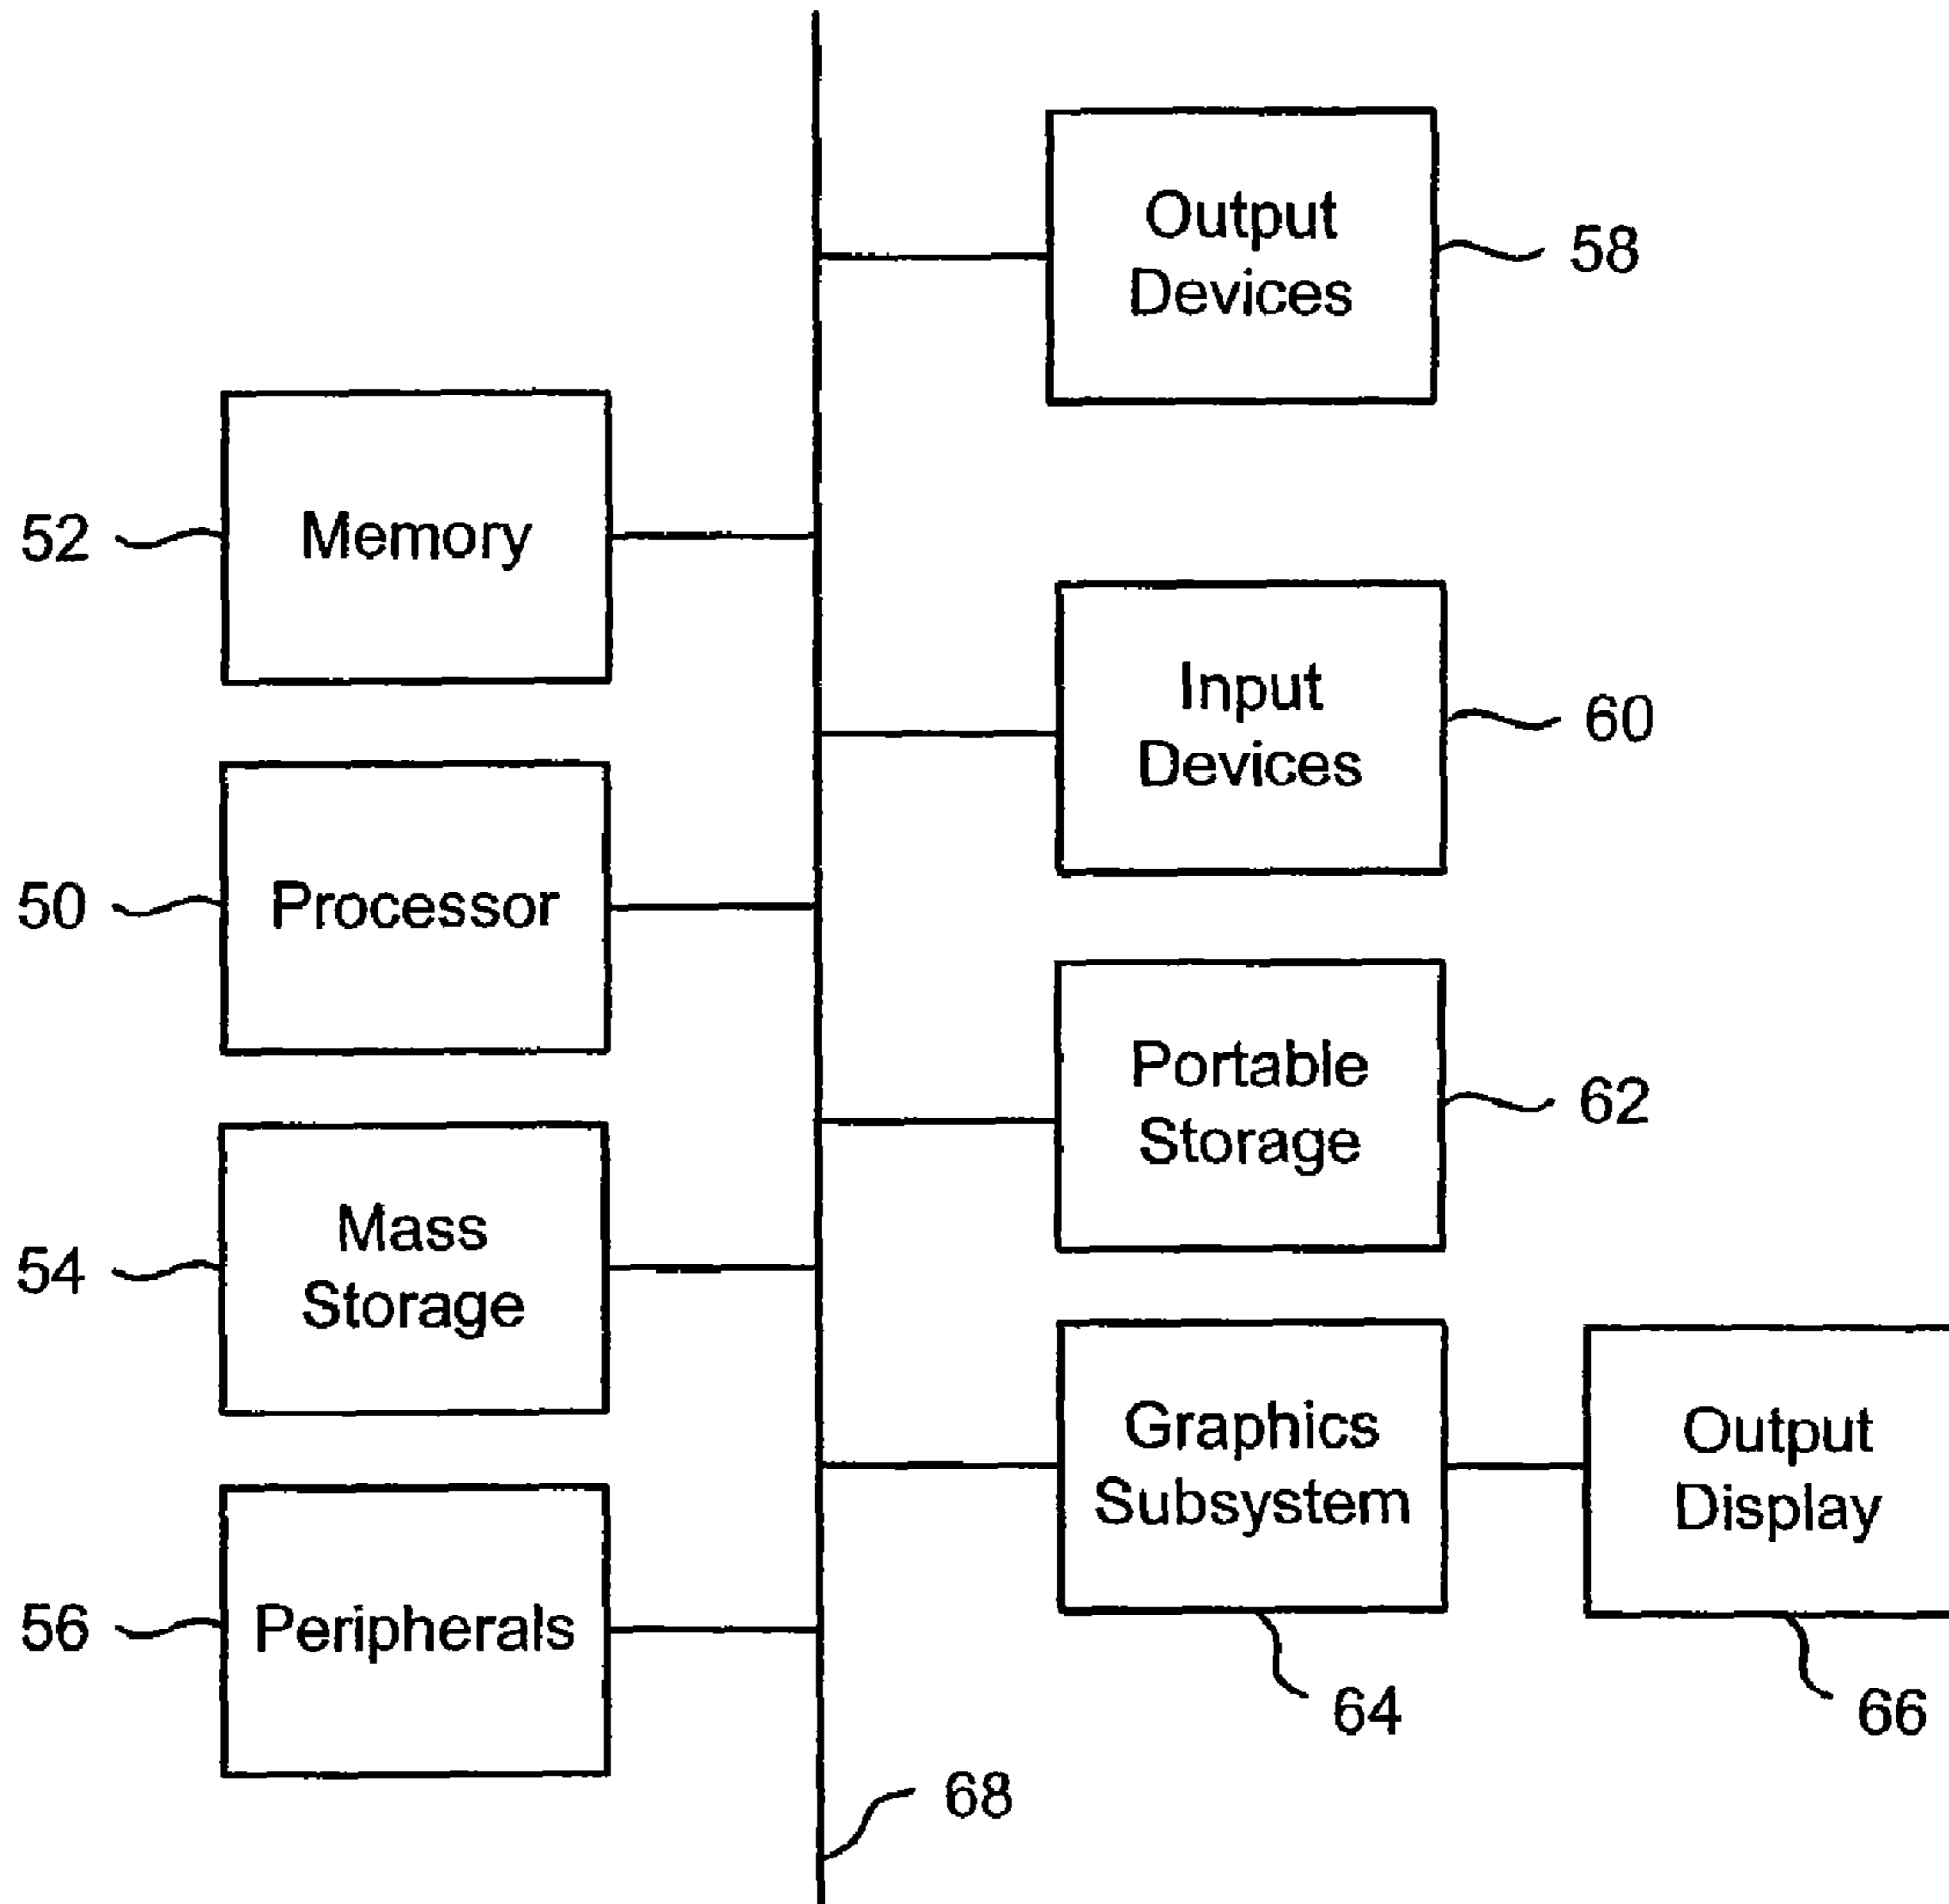 Output
Devices
58
52
Memory
Input
Devices
60
50
Processor
Portable
Storage
62
54
Mass
Storage
Graphics
Subsystem
Output
Display
56
Peripherals
64
66
68